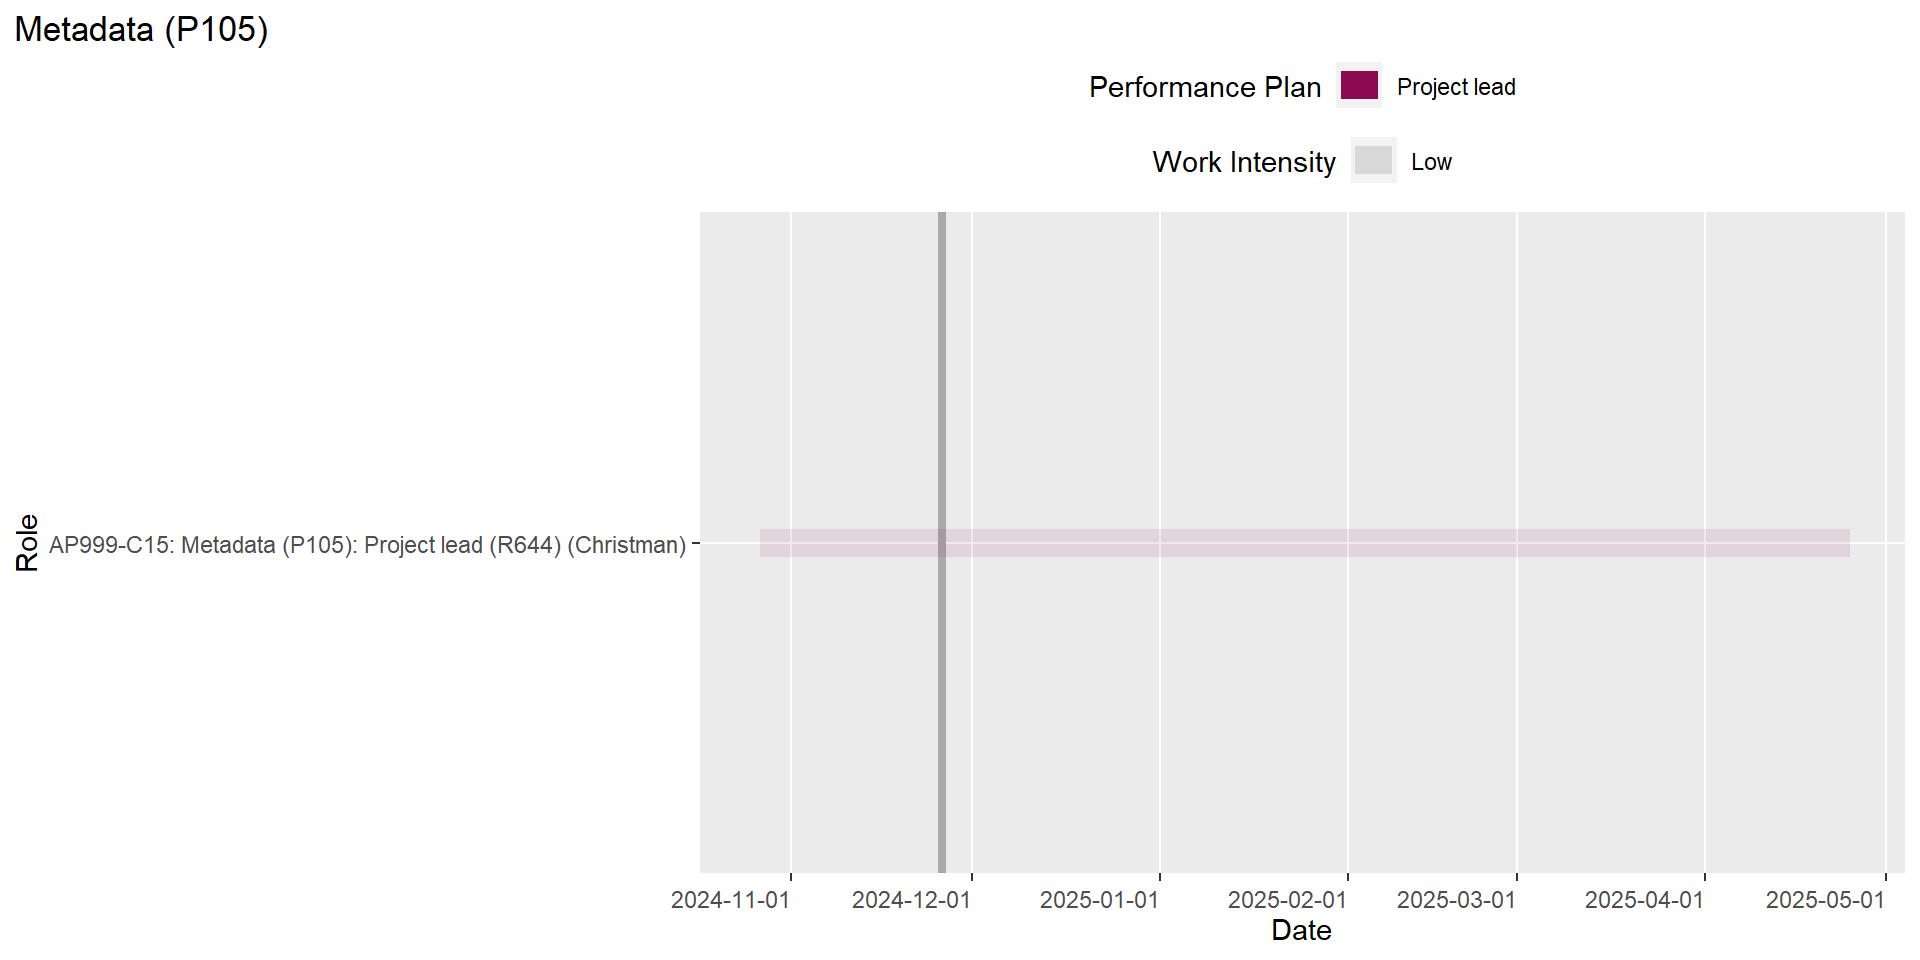 Metadata (P105)
Performance Plan Project lead
Work Intensity Low
Role
AP999-C15: Metadata (P105): Project lead (R644) (Christman)
2024-11-01 2024-12-01 2025-01-01 2025-02-01 2025-03-01 2025-04-01 2025-05-01
Date